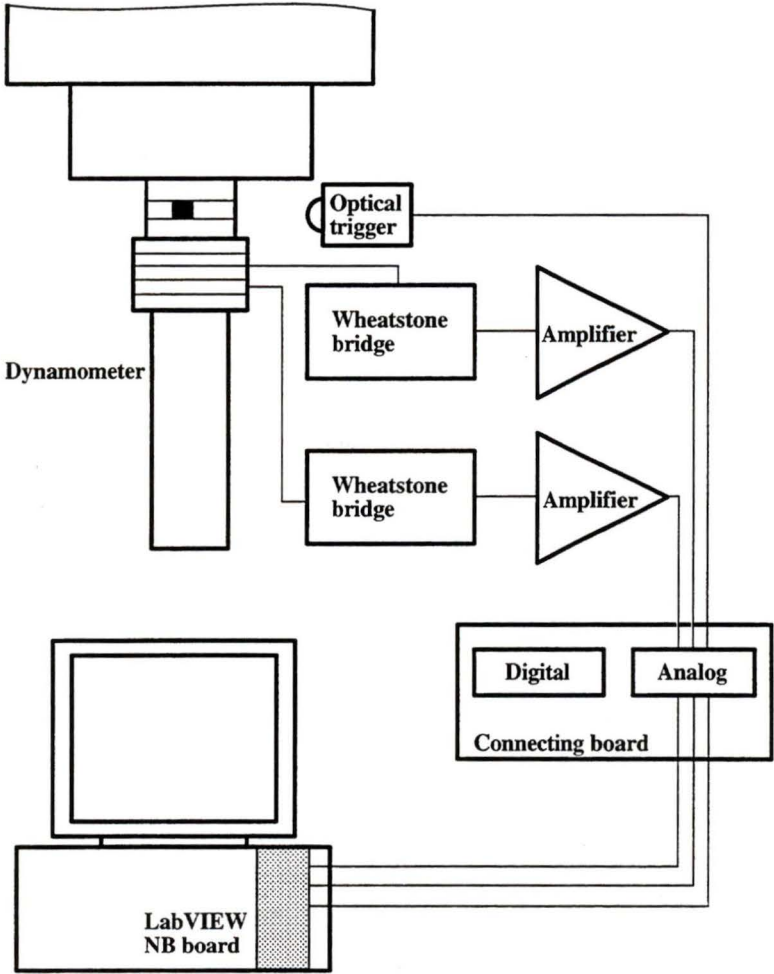 Optical
trigger
Wheatstone
bridge
Amplifier
Dynamometer
Wheatstone
bridge
Amplifier
Digital
Analog
Connecting board
LabVIEW
NB board